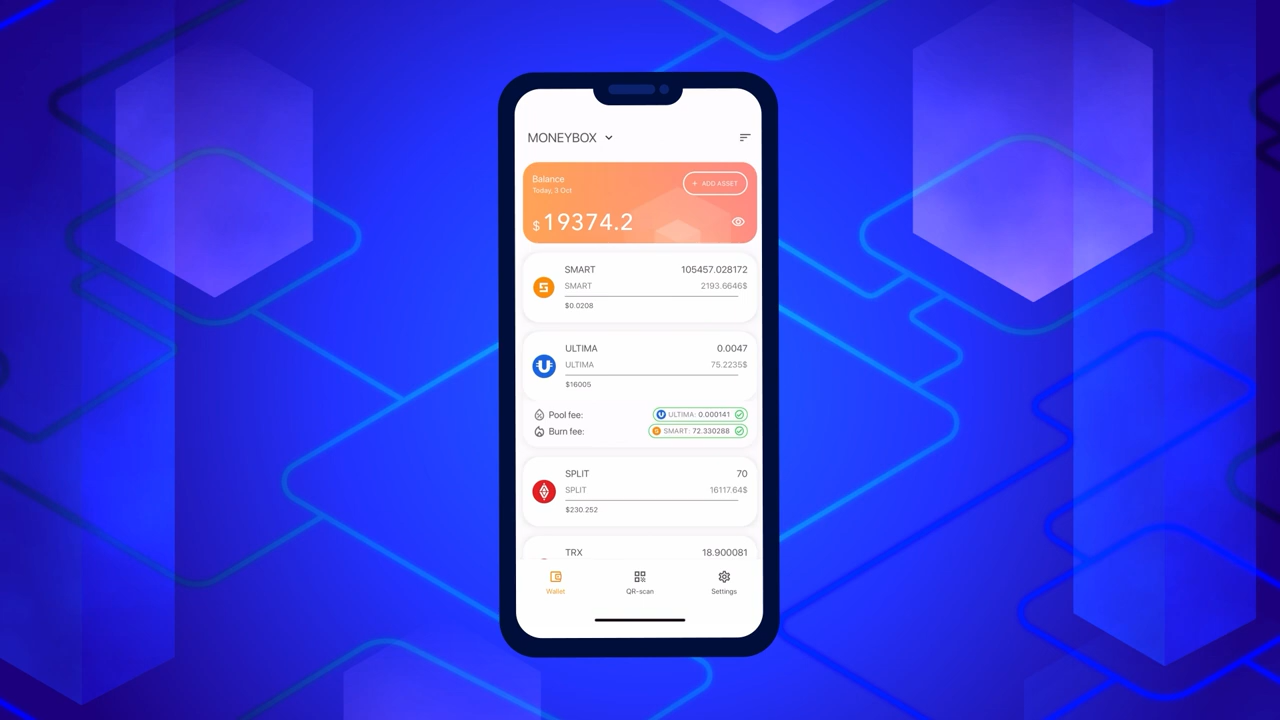 MONEYBOX
Balance
Today, 3 Oct
+ ADD ASSET
$19374.2
SMART 105457.028172
SMART 2193.6646$
$0.0208
ULTIMA 0.0047
ULTIMA 75.2235$
$16005
Pool fee: ULTIMA: 0.000141
Burn fee: SMART: 72.330288
SPLIT 70
SPLIT 16117.64$
$230.252
TRX 18.900081
Wallet QR-scan Settings